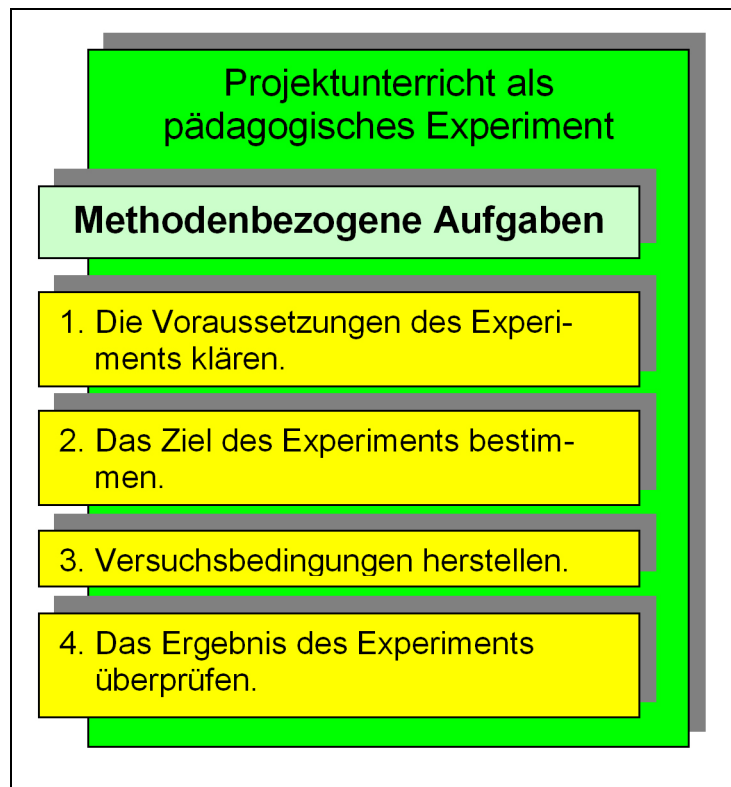 Projektunterricht als
pädagogisches Experiment
Methodenbezogene Aufgaben
1. Die Voraussetzungen des Experi-
ments klären.
2. Das Ziel des Experiments bestim-
men.
3. Versuchsbedingungen herstellen.
4. Das Ergebnis des Experiments
überprüfen.